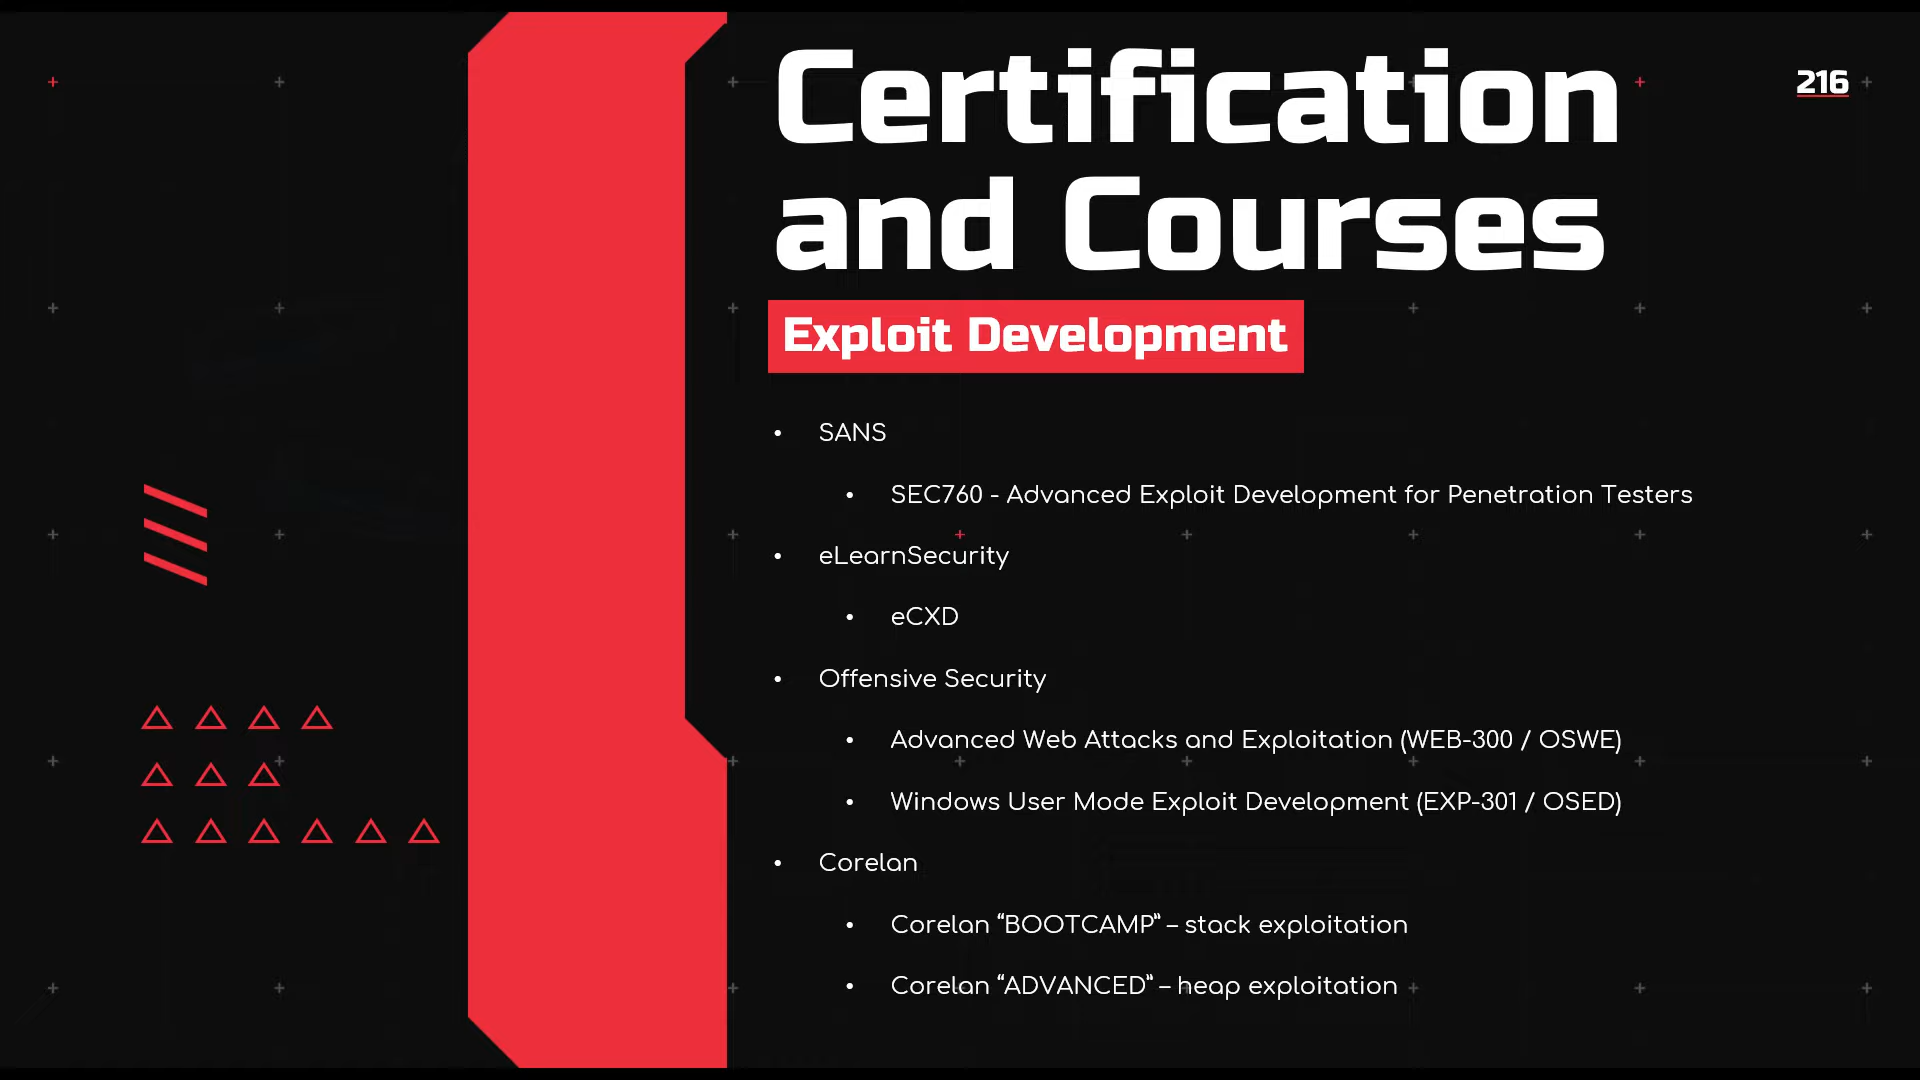 Certification
and Courses
216
Exploit Development
• SANS
• SEC760 - Advanced Exploit Development for Penetration Testers
• eLearnSecurity
• eCXD
• Offensive Security
• Advanced Web Attacks and Exploitation (WEB-300 / OSWE)
• Windows User Mode Exploit Development (EXP-301 / OSED)
• Corelan
• Corelan “BOOTCAMP” – stack exploitation
• Corelan “ADVANCED” – heap exploitation